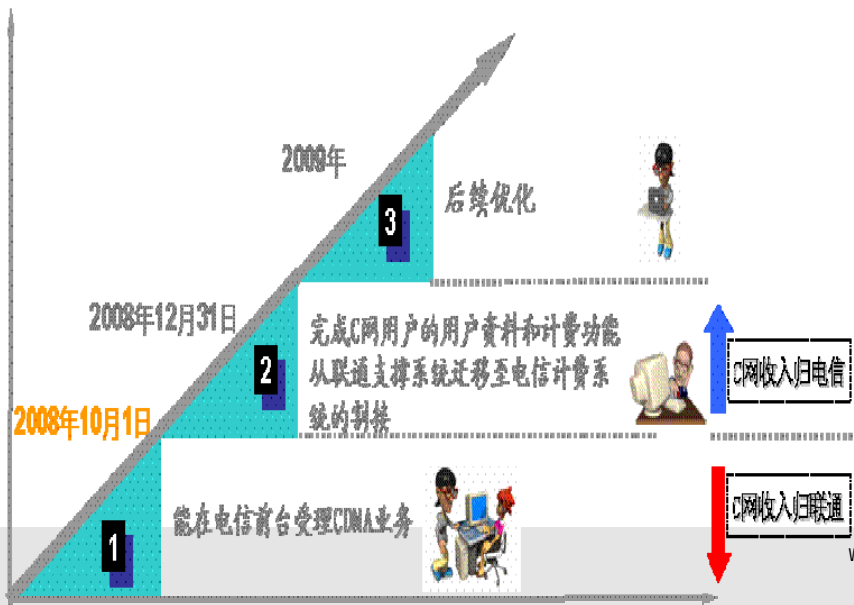 2009年
3
后续优化
2008年12月31日
2
完成C网用户的用户资料和计费功能
从联通支撑系统迁移至电信计费系
统的割接
C网收入归电信
2008年10月1日
1
能在电信前台受理CDMA业务
C网收入归联通